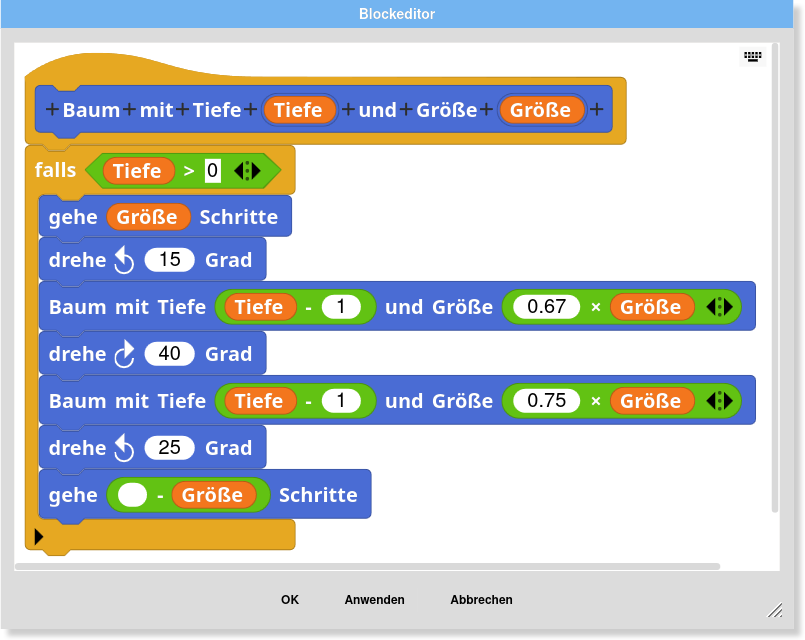 Blockeditor
+ Baum + mit + Tiefe + Tiefe + und + Größe + Größe +
falls Tiefe > 0
gehe Größe Schritte
drehe 15 Grad
Baum mit Tiefe Tiefe - 1 und Größe 0.67 × Größe
drehe 40 Grad
Baum mit Tiefe Tiefe - 1 und Größe 0.75 × Größe
drehe 25 Grad
gehe - Größe Schritte
OK Anwenden Abbrechen